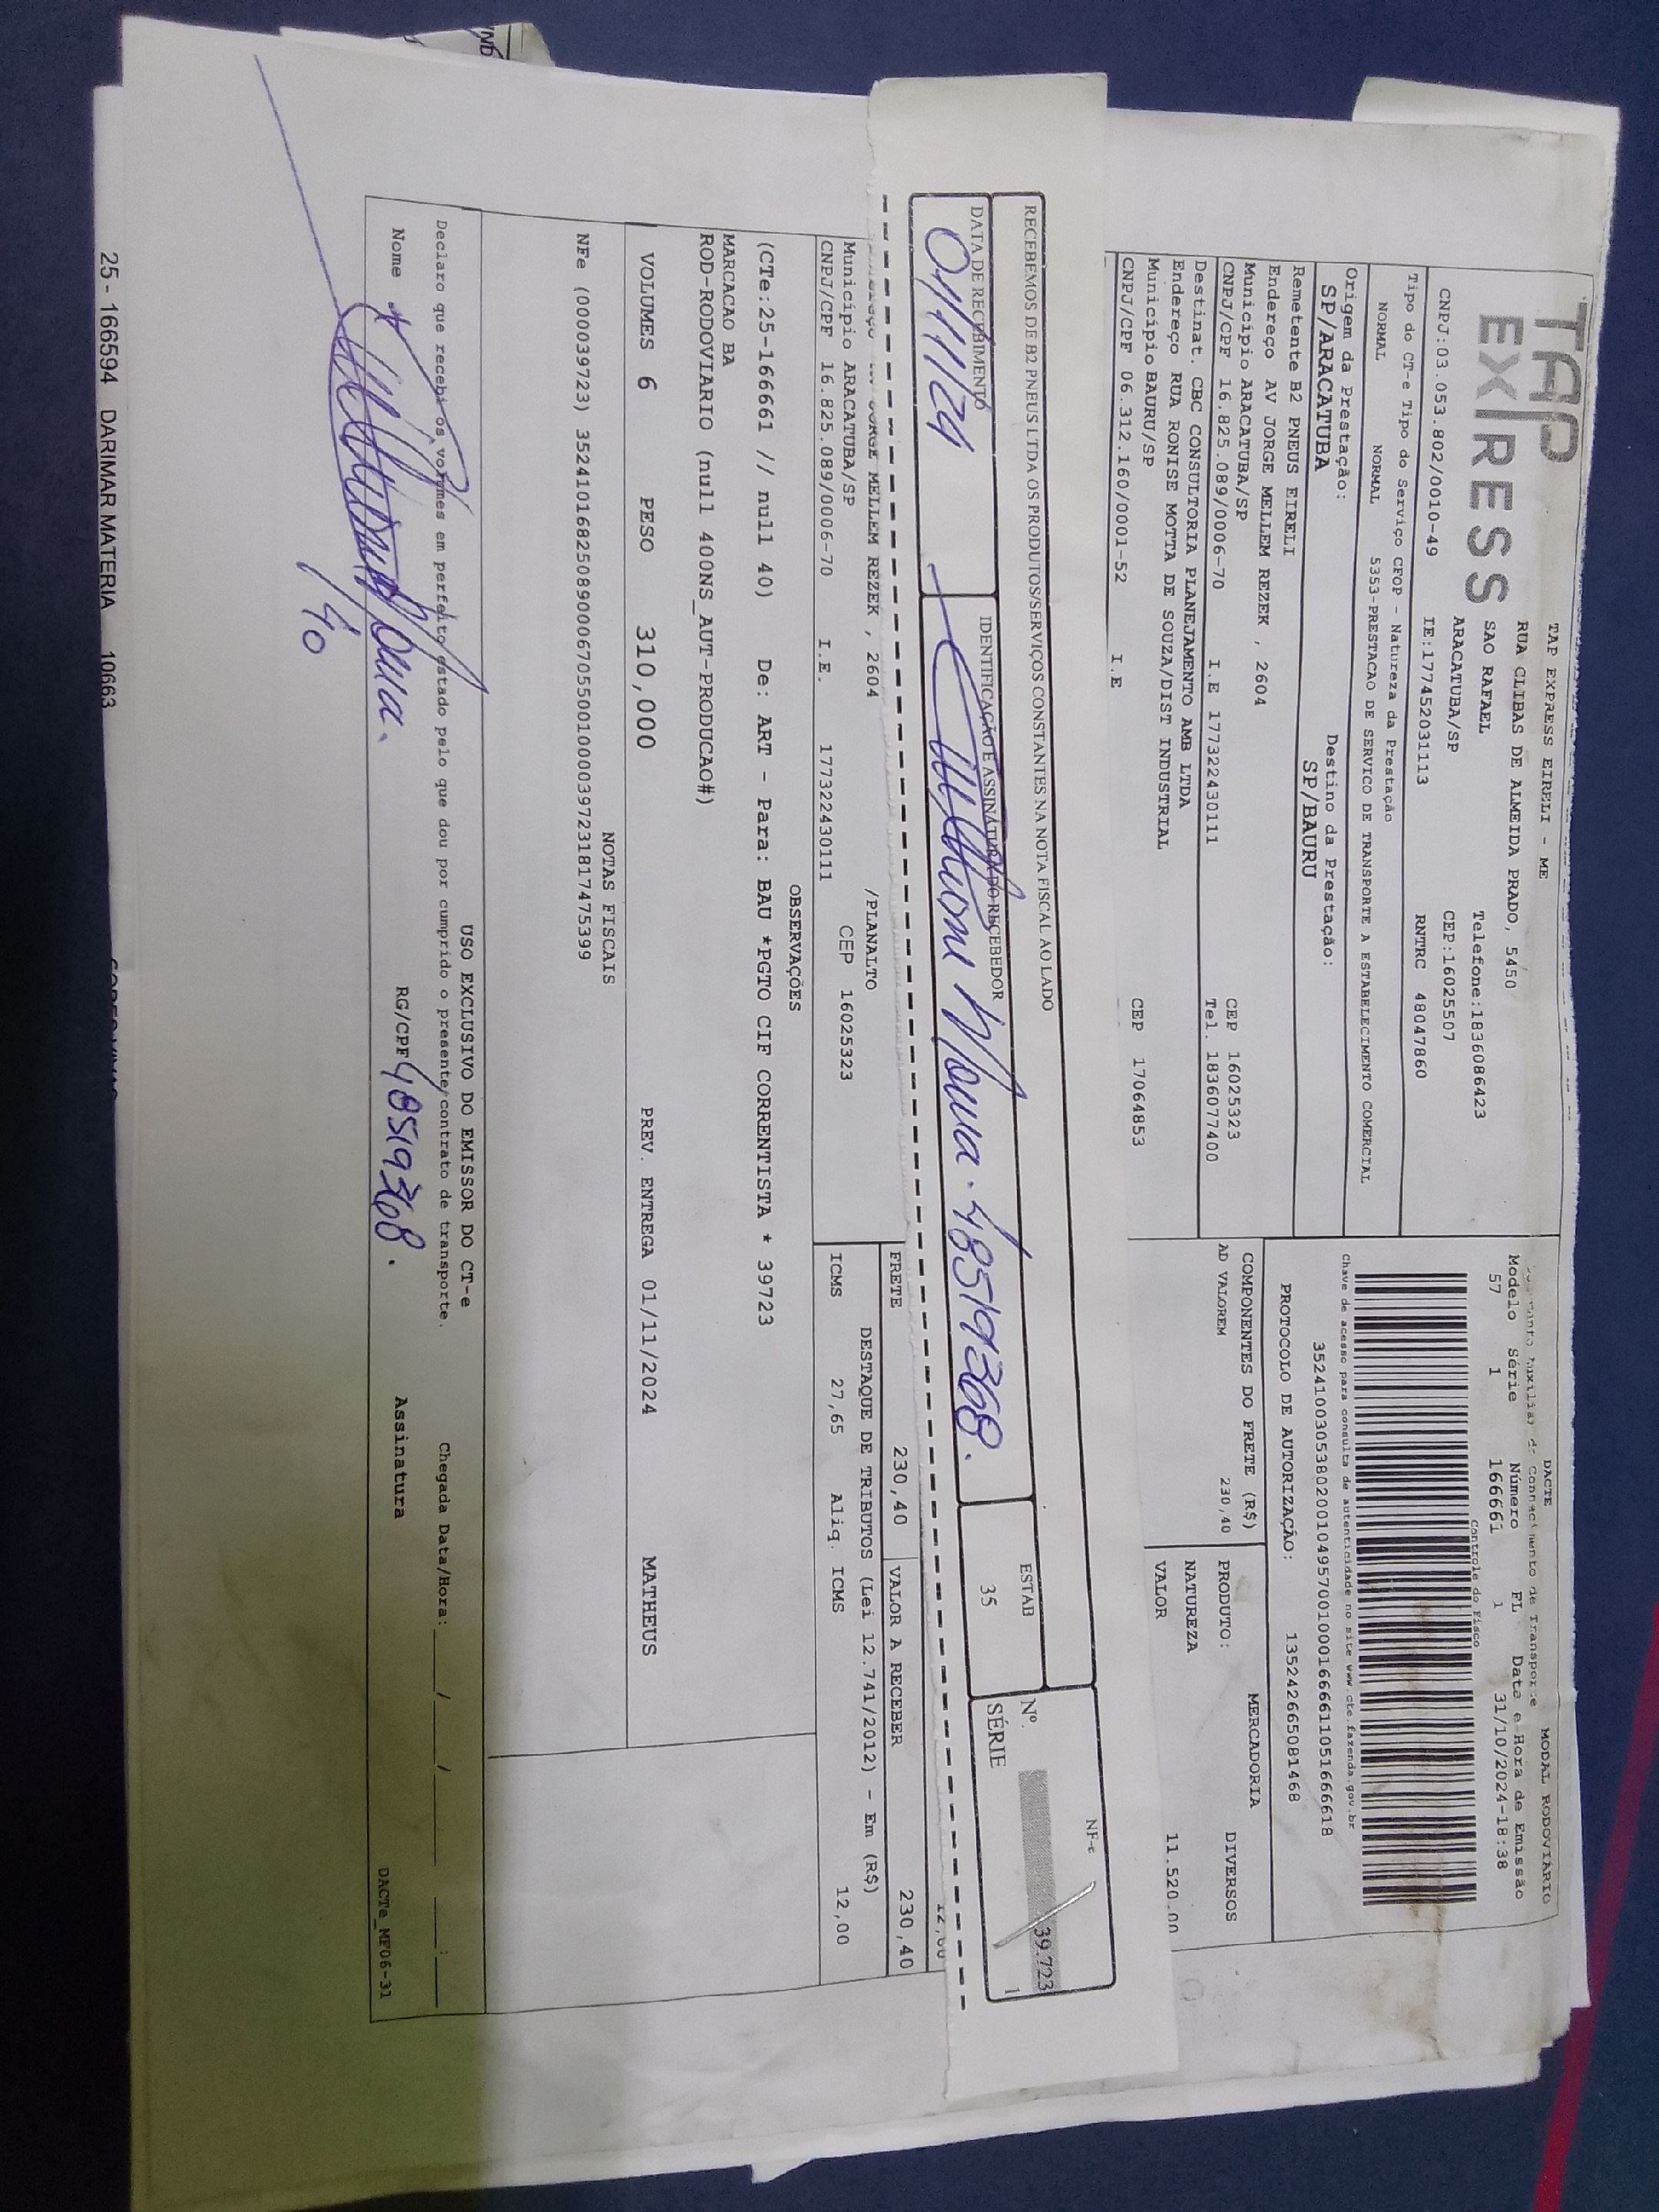 TAP
EXPRESS
TAP EXPRESS EIRELI - ME
RUA CLIBAS DE ALMEIDA PRADO, 5450
SAO RAFAEL Telefone:1836086423
ARACATUBA/SP CEP:16025507
CNPJ:03.053.802/0010-49 IE:177452031113 RNTRC 48047860
Tipo do CT-e Tipo do Serviço CFOP - Natureza da Prestação
NORMAL NORMAL 5353-PRESTACAO DE SERVICO DE TRANSPORTE A ESTABELECIMENTO COMERCIAL
Origem da Prestação: Destino da Prestação:
SP/ARACATUBA SP/BAURU
Remetente B2 PNEUS EIRELI
Endereço AV JORGE MELLEM REZEK , 2604
Município ARACATUBA/SP CEP 16025323
CNPJ/CPF 16.825.089/0006-70 I.E 177322430111 Tel. 1836077400
Destinat. CBC CONSULTORIA PLANEJAMENTO AMB LTDA
Endereço RUA RONISE MOTTA DE SOUZA/DIST INDUSTRIAL
Município BAURU/SP CEP 17064853
CNPJ/CPF 06.312.160/0001-52 I.E
DACTE MODAL RODOVIÁRIO
de Transporte
Modelo Série Número FL Data e Hora de Emissão
57 1 166661 1 31/10/2024-18:38
Controle do Fisco
Chave de acesso para consulta de autenticidade no site www.cte.fazenda.gov.br
35241003053802001049570010001666611051666618
PROTOCOLO DE AUTORIZAÇÃO: 135242665081468
COMPONENTES DO FRETE (R$) MERCADORIA
AD VALOREM 230,40 PRODUTO: DIVERSOS
NATUREZA
VALOR 11.520.00
NF-e
RECEBEMOS DE B2 PNEUS LTDA OS PRODUTOS/SERVIÇOS CONSTANTES NA NOTA FISCAL AO LADO
ESTAB
35
Nº. 39.723
SÉRIE 1
DATA DE RECEBIMENTO IDENTIFICAÇÃO E ASSINATURA DO RECEBEDOR
01/11/24 Moura. 48519368.
JORGE MELLEM REZEK , 2604 /PLANALTO
Município ARACATUBA/SP CEP 16025323
CNPJ/CPF 16.825.089/0006-70 I.E. 177322430111
12,00
FRETE 230,40 VALOR A RECEBER 230,40
DESTAQUE DE TRIBUTOS (Lei 12.741/2012) - Em (R$)
ICMS 27,65 Aliq. ICMS 12,00
OBSERVAÇÕES
(CTe:25-166661 // null 40) De: ART - Para: BAU *PGTO CIF CORRENTISTA * 39723
MARCACAO BA
ROD-RODOVIARIO (null 400NS_AUT-PRODUCAO#)
VOLUMES 6 PESO 310,000 PREV. ENTREGA 01/11/2024 MATHEUS
NOTAS FISCAIS
NFe (000039723) 35241016825089000670550010000397231817475399
USO EXCLUSIVO DO EMISSOR DO CT-e
Declaro que recebi os volumes em perfeito estado pelo que dou por cumprido o presente contrato de transporte. Chegada Data/Hora: ___/___/____ __:__
Nome Moura. RG/CPF 48519368. Assinatura
DACTe_MF06-31
25 - 166594 DARIMAR MATERIA 10663